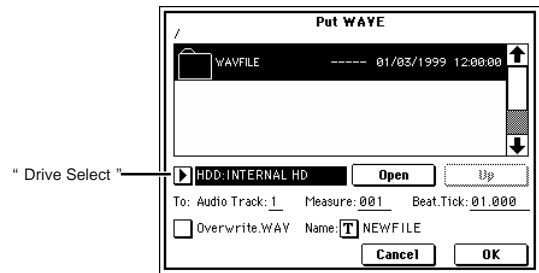 Put WAVE
/
WAVFILE ----- 01/03/1999 12:00:00
" Drive Select "
HDD:INTERNAL HD Open Up
To: Audio Track: 1 Measure: 001 Beat.Tick: 01.000
Overwrite.WAV Name: T NEWFILE
Cancel OK